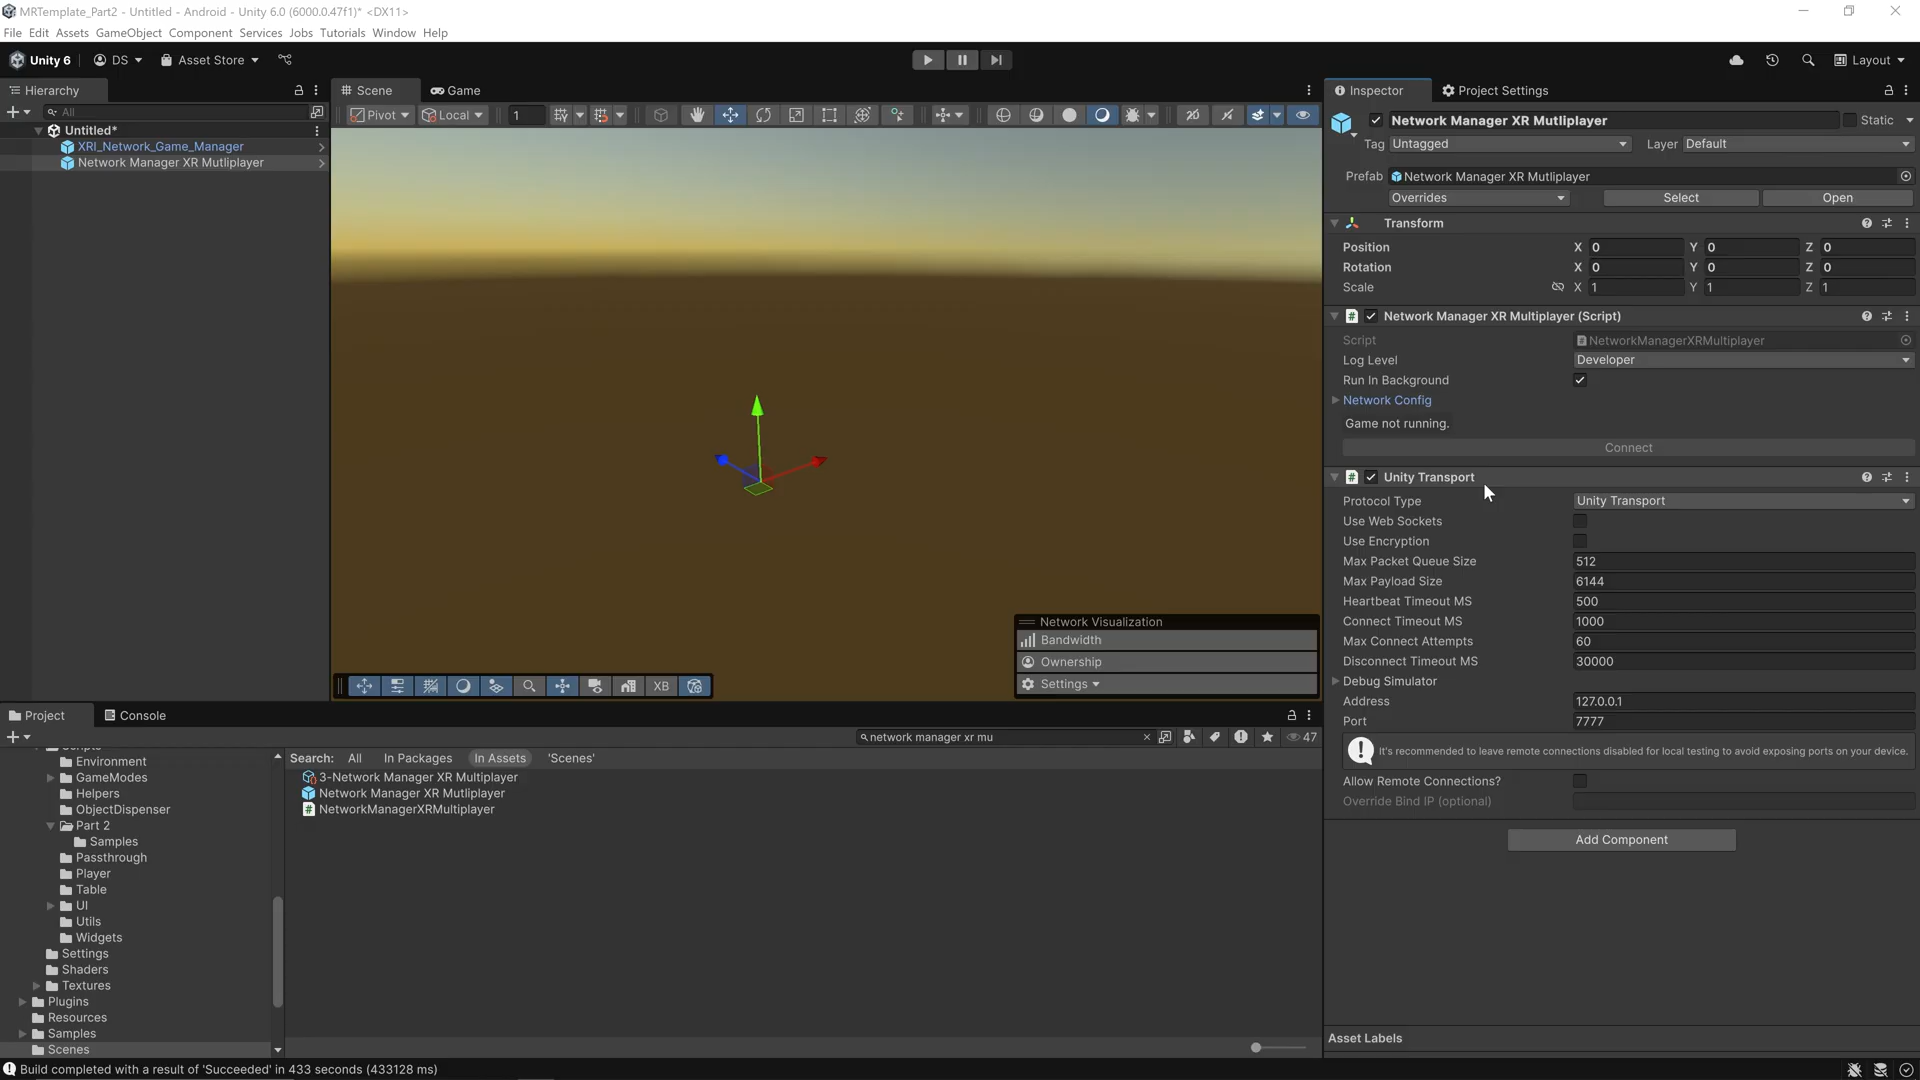 MRTemplate_Part2 - Untitled - Android - Unity 6.0 (6000.0.47f1)* <DX11>
File Edit Assets GameObject Component Services Jobs Tutorials Window Help
Unity 6 DS Asset Store Layout
Hierarchy
All
Untitled*
XRI_Network_Game_Manager
Network Manager XR Mutliplayer
Scene Game
Pivot Local 1
XB
Network Visualization
Bandwidth
Ownership
Settings
Inspector Project Settings
Network Manager XR Mutliplayer Static
Tag Untagged Layer Default
Prefab Network Manager XR Mutliplayer
Overrides Select Open
Transform
Position X 0 Y 0 Z 0
Rotation X 0 Y 0 Z 0
Scale X 1 Y 1 Z 1
# Network Manager XR Multiplayer (Script)
Script NetworkManagerXRMultiplayer
Log Level Developer
Run In Background
Network Config
Game not running.
Connect
# Unity Transport
Protocol Type Unity Transport
Use Web Sockets
Use Encryption
Max Packet Queue Size 512
Max Payload Size 6144
Heartbeat Timeout MS 500
Connect Timeout MS 1000
Max Connect Attempts 60
Disconnect Timeout MS 30000
Debug Simulator
Address 127.0.0.1
Port 7777
It's recommended to leave remote connections disabled for local testing to avoid exposing ports on your device.
Allow Remote Connections?
Override Bind IP (optional)
Add Component
Asset Labels
Project Console
network manager xr mu 47
Environment
GameModes
Helpers
ObjectDispenser
Part 2
Samples
Passthrough
Player
Table
UI
Utils
Widgets
Settings
Shaders
Textures
Plugins
Resources
Samples
Scenes
Search: All In Packages In Assets 'Scenes'
3-Network Manager XR Multiplayer
Network Manager XR Mutliplayer
NetworkManagerXRMultiplayer
Build completed with a result of 'Succeeded' in 433 seconds (433128 ms)